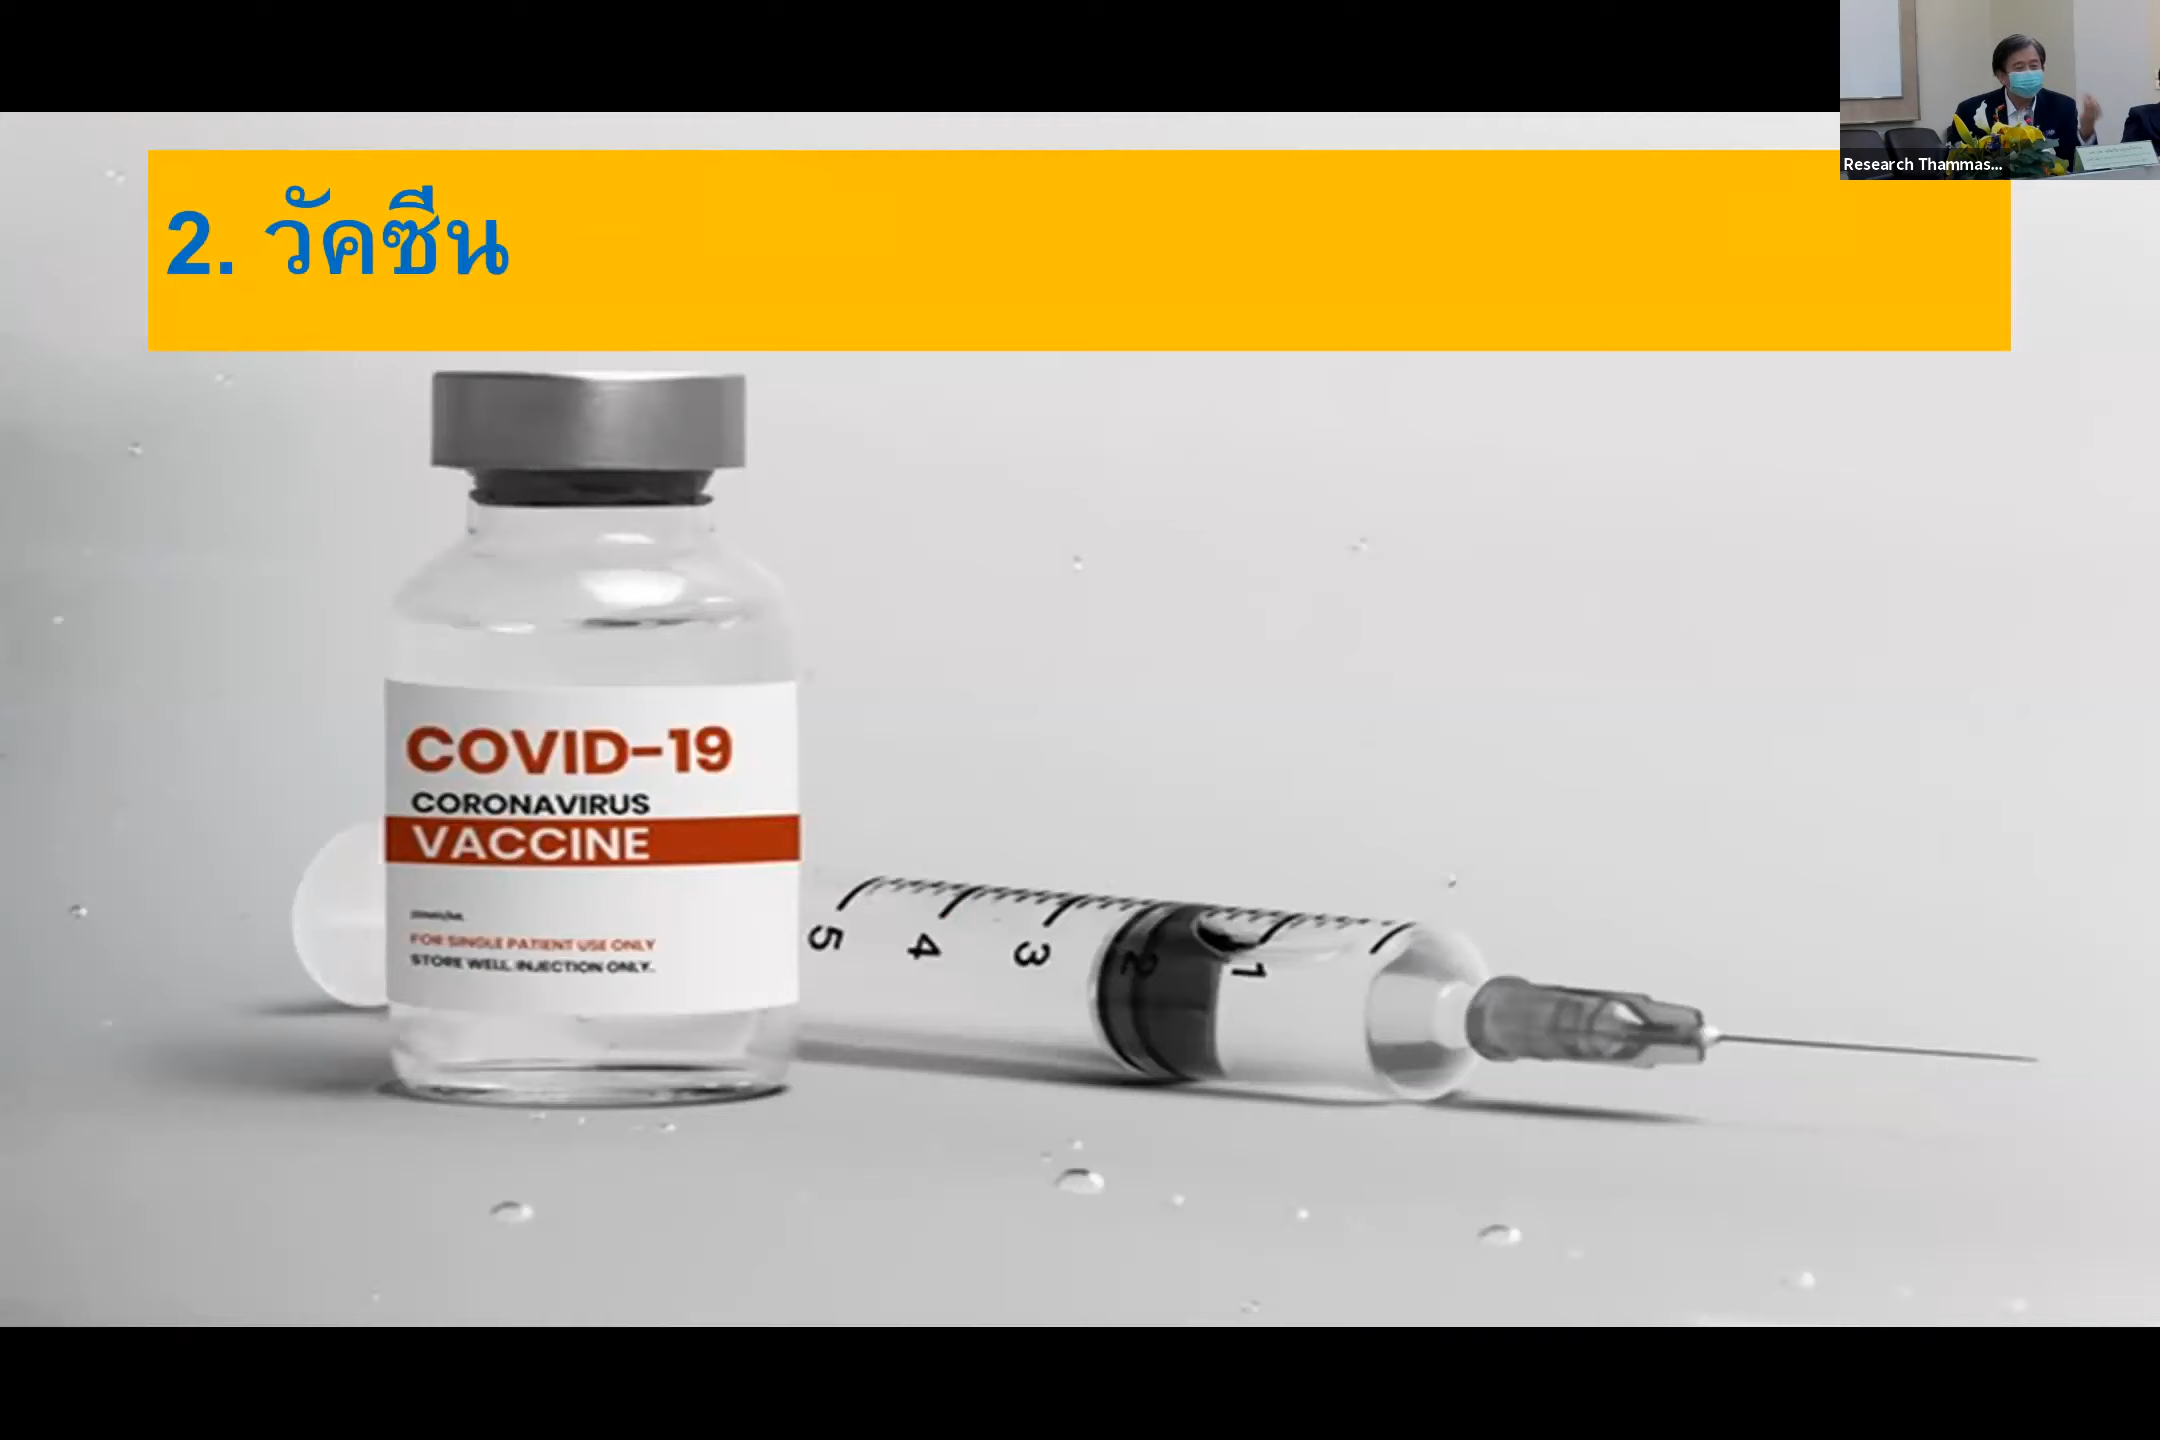 2. วัคซีน
Research Thammas...
COVID-19
CORONAVIRUS
VACCINE
FOR SINGLE PATIENT USE ONLY
STORE WELL INJECTION ONLY.
5 4 3 2 1